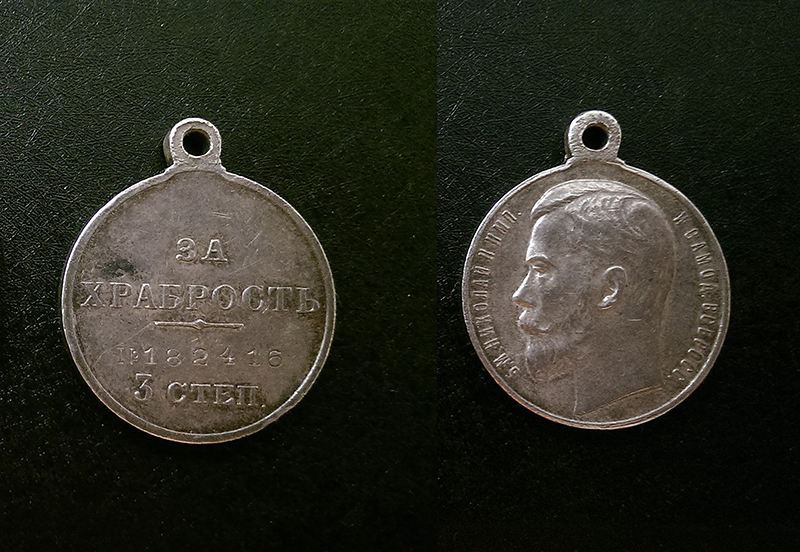 ЗА
ХРАБРОСТЬ
№182416
3 СТЕП.
Б.М.НИКОЛАЙ II ИМП. И САМОД. ВСЕРОСС.